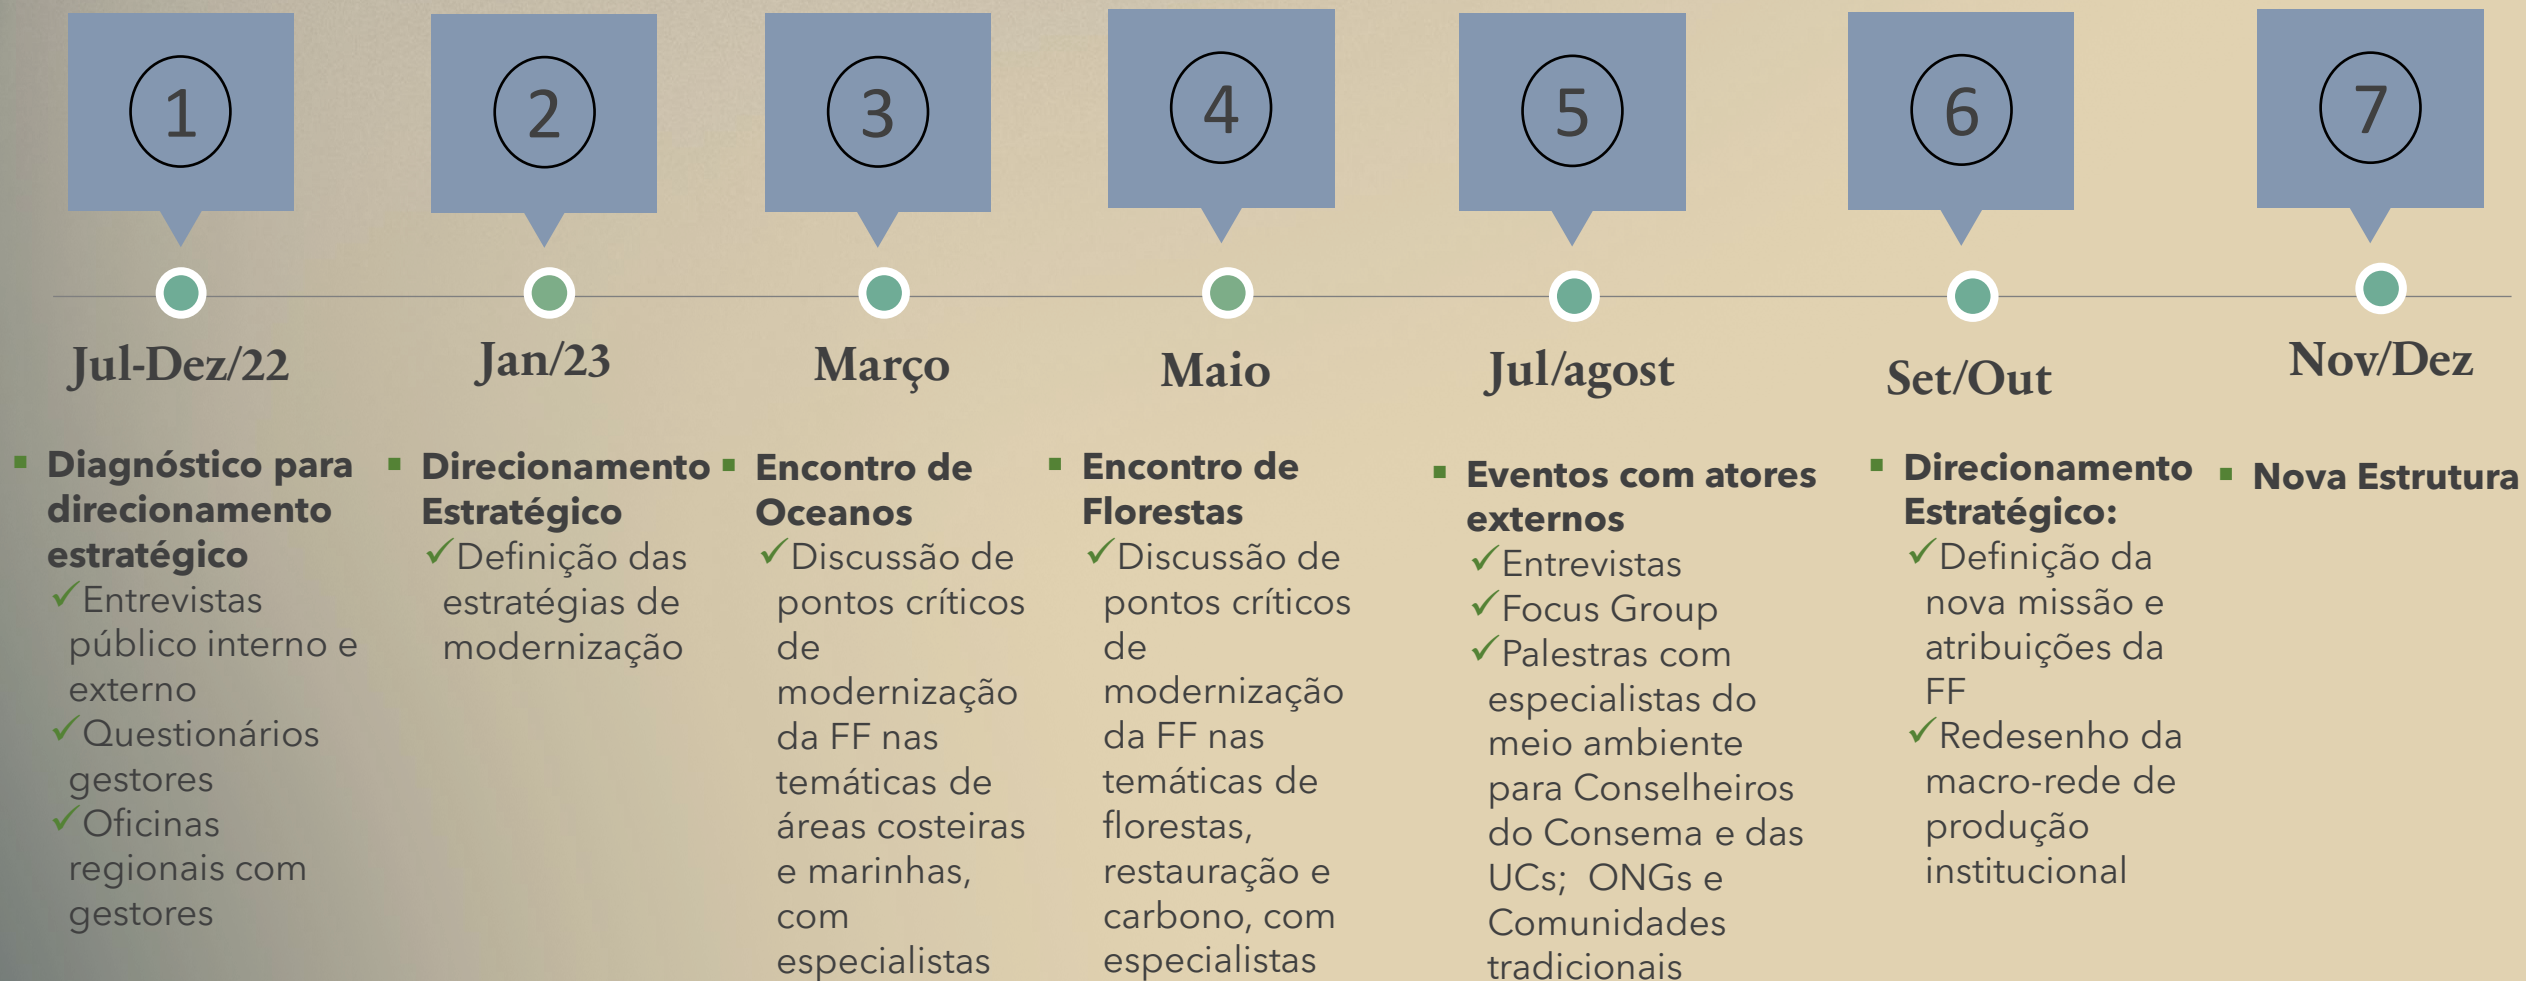 1
Jul-Dez/22
Diagnóstico para
direcionamento
estratégico
Entrevistas
público interno e
externo
Questionários
gestores
Oficinas
regionais com
gestores
2
Jan/23
Direcionamento
Estratégico
Definição das
estratégias de
modernização
3
Março
Encontro de
Oceanos
Discussão de
pontos críticos
de
modernização
da FF nas
temáticas de
áreas costeiras
e marinhas,
com
especialistas
4
Maio
Encontro de
Florestas
Discussão de
pontos críticos
de
modernização
da FF nas
temáticas de
florestas,
restauração e
carbono, com
especialistas
5
Jul/agost
Eventos com atores
externos
Entrevistas
Focus Group
Palestras com
especialistas do
meio ambiente
para Conselheiros
do Consema e das
UCs; ONGs e
Comunidades
tradicionais
6
Set/Out
Direcionamento
Estratégico:
Definição da
nova missão e
atribuições da
FF
Redesenho da
macro-rede de
produção
institucional
7
Nov/Dez
Nova Estrutura